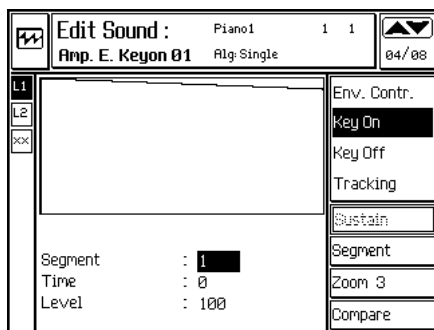 Edit Sound : Piano1 1 1
Amp. E. Keyon 01 Alg: Single 04/08
L1
L2
xx
Env. Contr.
Key On
Key Off
Tracking
Sustain
Segment
Zoom 3
Compare
Segment : 1
Time : 0
Level : 100